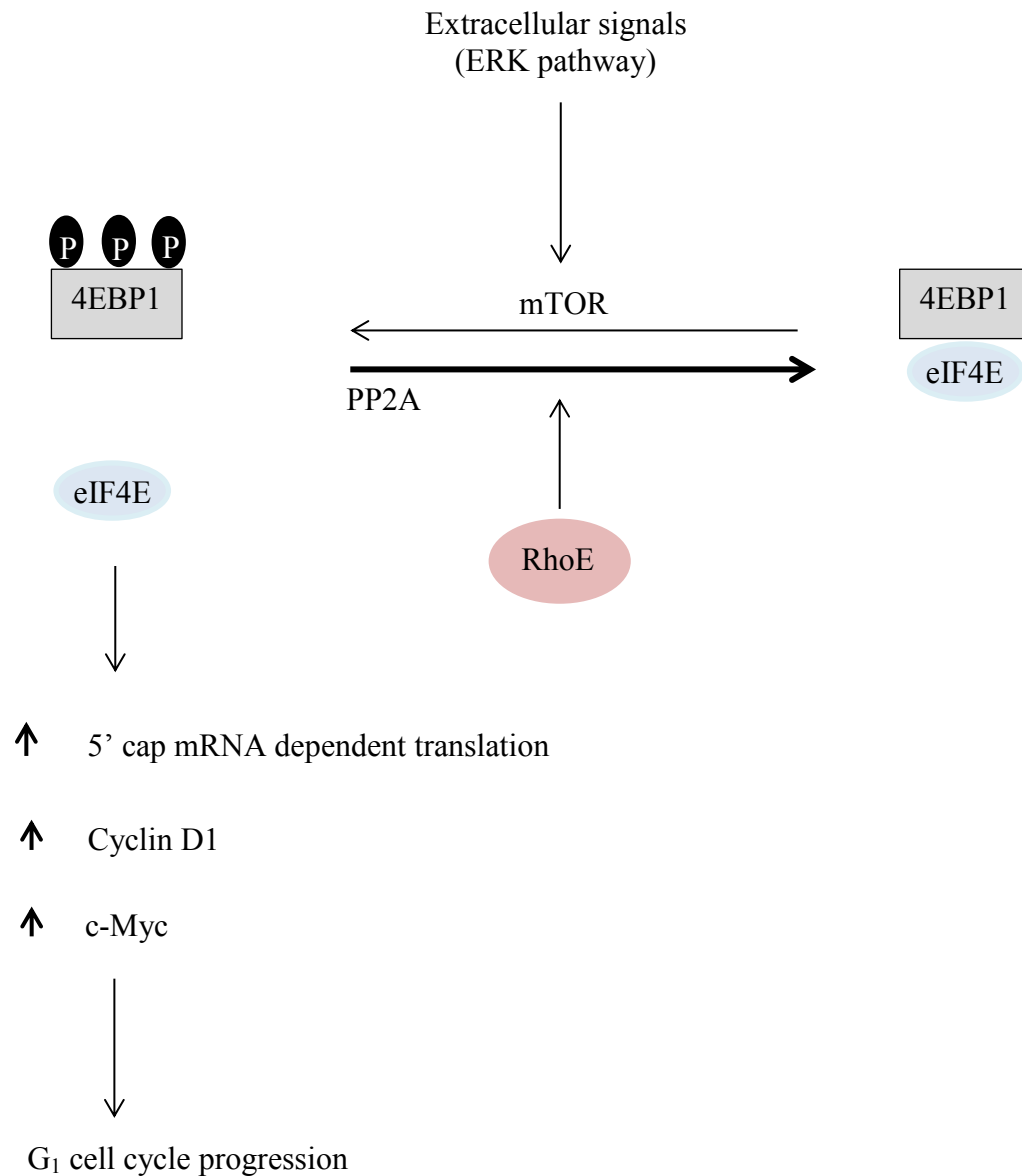 Extracellular signals
(ERK pathway)
P P P
4EBP1
mTOR
4EBP1
eIF4E
PP2A
eIF4E
RhoE
5’ cap mRNA dependent translation
Cyclin D1
c-Myc
G₁ cell cycle progression